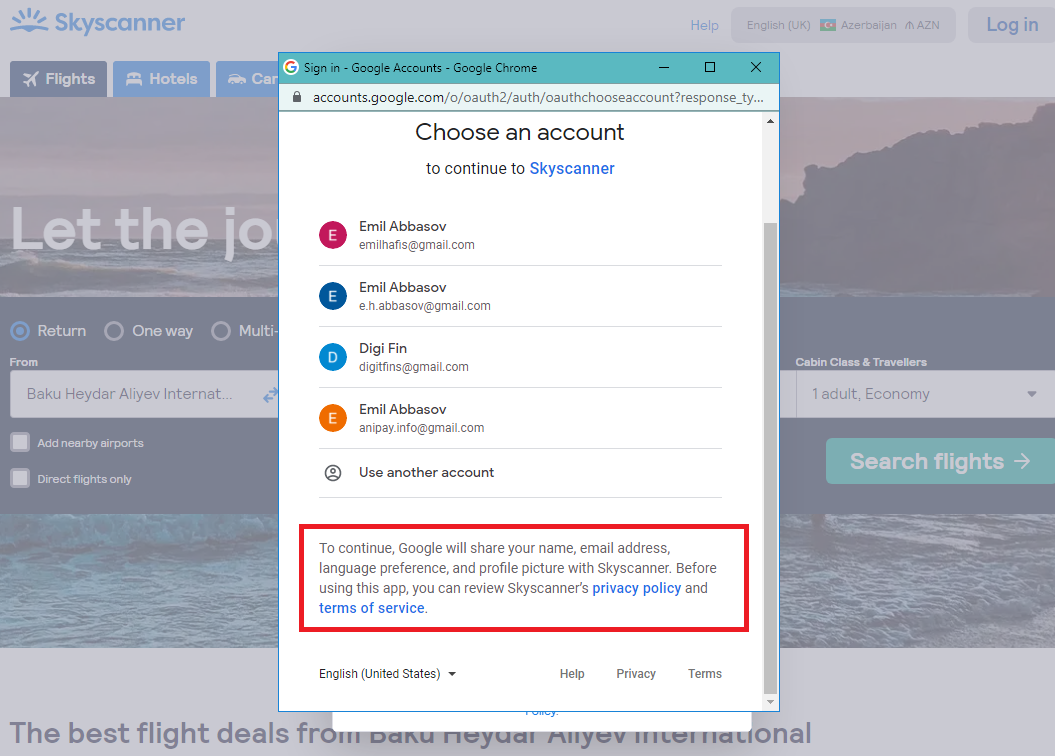 Skyscanner
Help
English (UK) Azerbaijan ₼ AZN
Log in
Sign in - Google Accounts - Google Chrome
accounts.google.com/o/oauth2/auth/oauthchooseaccount?response_ty...
Flights
Hotels
Car
Choose an account
to continue to Skyscanner
Let the jo
E
Emil Abbasov
emilhafis@gmail.com
E
Emil Abbasov
e.h.abbasov@gmail.com
D
Digi Fin
digitfins@gmail.com
E
Emil Abbasov
anipay.info@gmail.com
Use another account
Return
One way
Multi-
From
Baku Heydar Aliyev Internat...
Add nearby airports
Direct flights only
Cabin Class & Travellers
1 adult, Economy
Search flights →
To continue, Google will share your name, email address,
language preference, and profile picture with Skyscanner. Before
using this app, you can review Skyscanner's privacy policy and
terms of service.
English (United States)
Help
Privacy
Terms
Policy.
The best flight deals from Baku Heydar Aliyev International